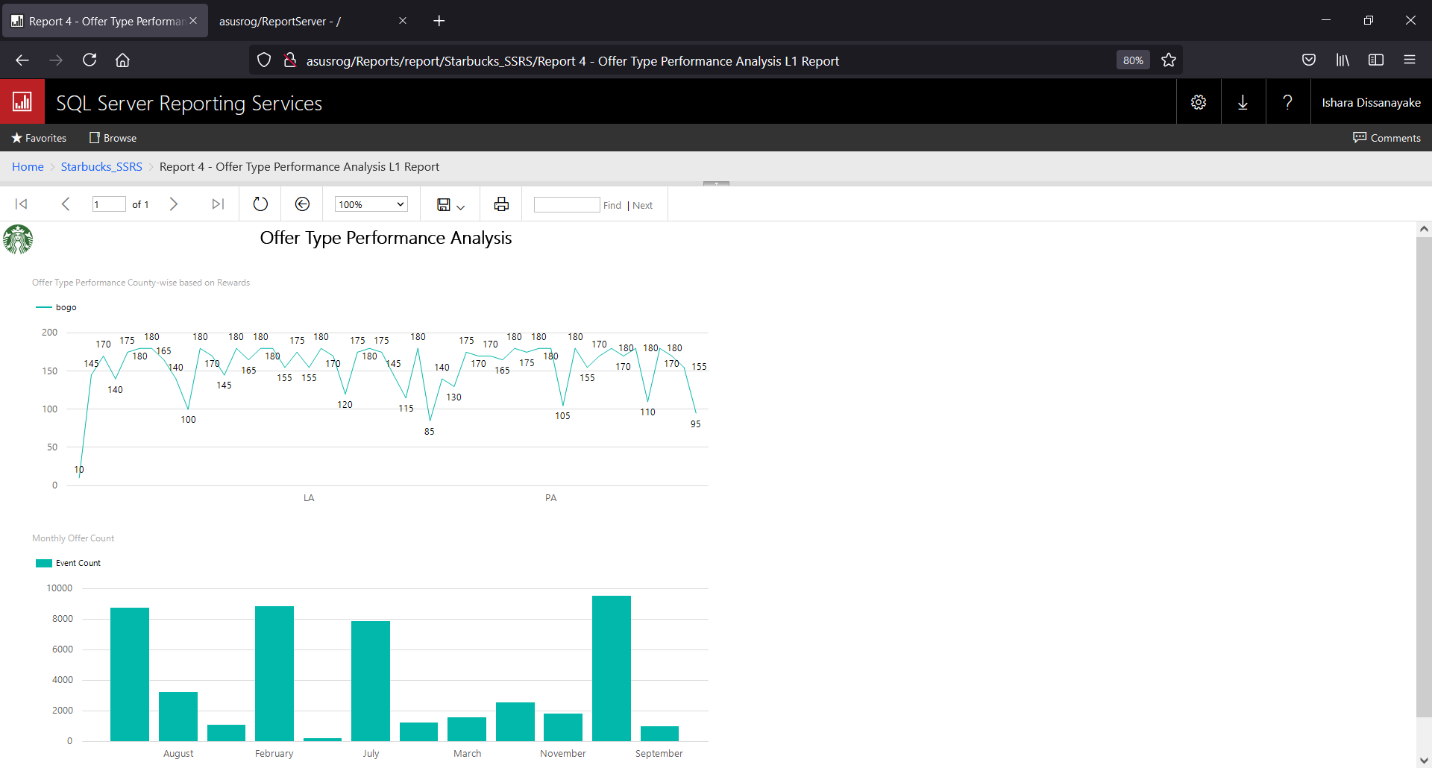 Report 4 - Offer Type Performan
asusrog/ReportServer - /
asusrog/Reports/report/Starbucks_SSRS/Report 4 - Offer Type Performance Analysis L1 Report
80%
SQL Server Reporting Services
? Ishara Dissanayake
Favorites Browse Comments
Home > Starbucks_SSRS > Report 4 - Offer Type Performance Analysis L1 Report
1 of 1 100% Find | Next
Offer Type Performance Analysis
Offer Type Performance County-wise based on Rewards
bogo
200
150
100
50
0
10 145 170 140 175 180 180 165 140 100 180 170 145 180 165 180 180 155 175 155 180 170 120 175 180 175 145 115 180 85 140 130 175 170 170 165 180 175 180 180 105 180 155 170 180 170 180 110 180 170 155 95
LA PA
Monthly Offer Count
Event Count
10000
8000
6000
4000
2000
0
August February July March November September